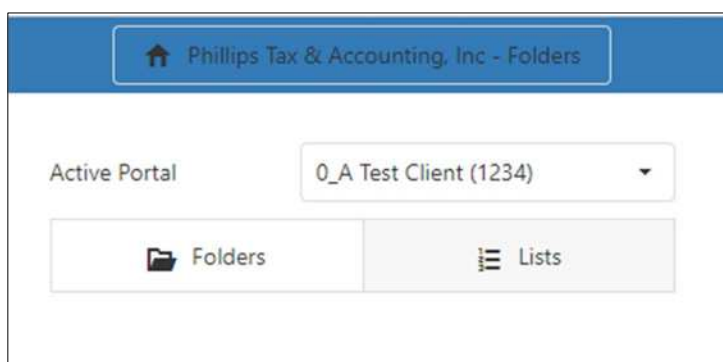 Phillips Tax & Accounting, Inc - Folders
Active Portal 0_A Test Client (1234)
Folders Lists